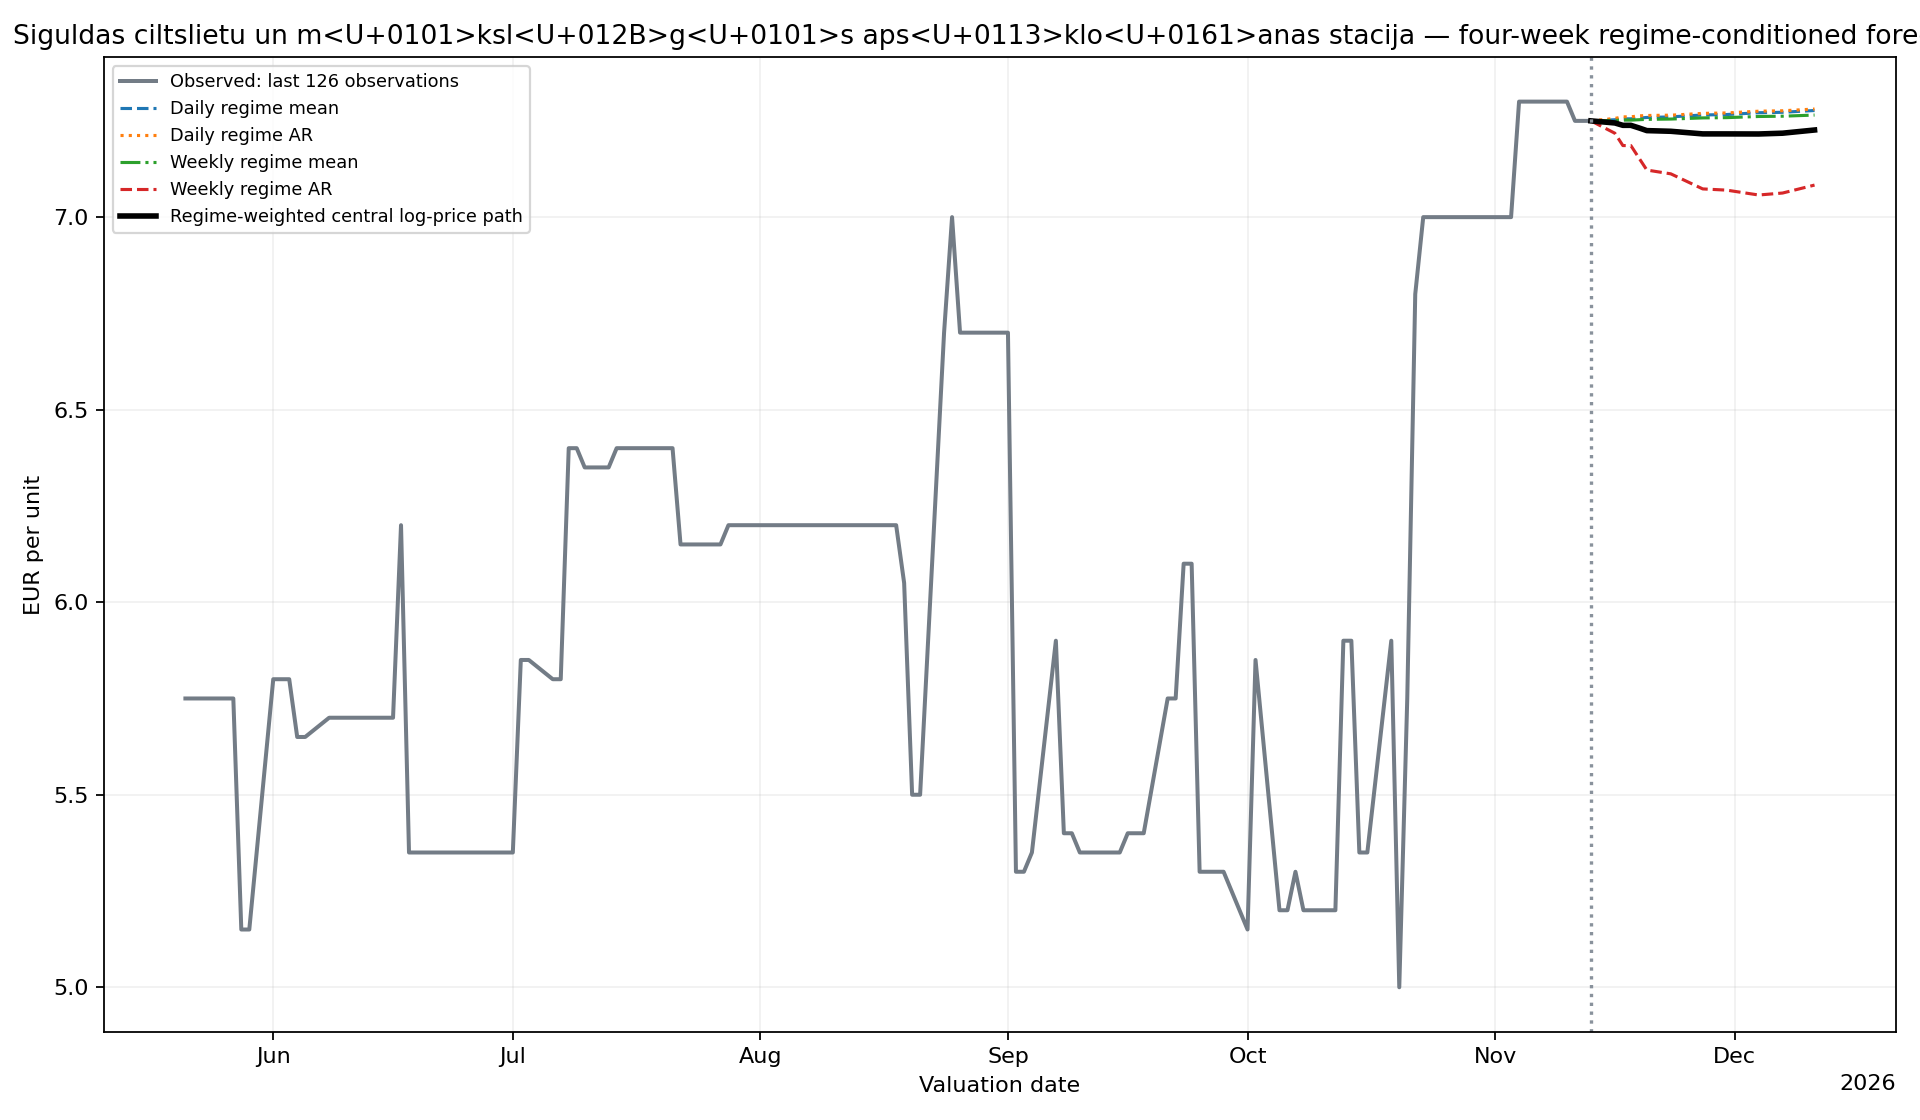 Siguldas ciltslietu un m<U+0101>ksl<U+012B>g<U+0101>s aps<U+0113>klo<U+0161>anas stacija — four-week regime-conditioned fore
Observed: last 126 observations
Daily regime mean
Daily regime AR
Weekly regime mean
Weekly regime AR
Regime-weighted central log-price path
7.0
6.5
6.0
5.5
5.0
EUR per unit
Jun
Jul
Aug
Sep
Oct
Nov
Dec
Valuation date
2026